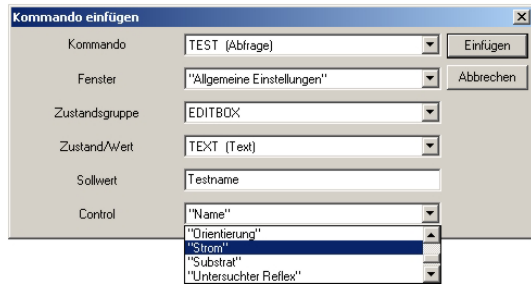 Kommando einfügen
Kommando TEST (Abfrage) Einfügen
Fenster "Allgemeine Einstellungen" Abbrechen
Zustandsgruppe EDITBOX
Zustand/Wert TEXT (Text)
Sollwert Testname
Control "Name"
"Orientierung"
"Strom"
"Substrat"
"Untersuchter Reflex"